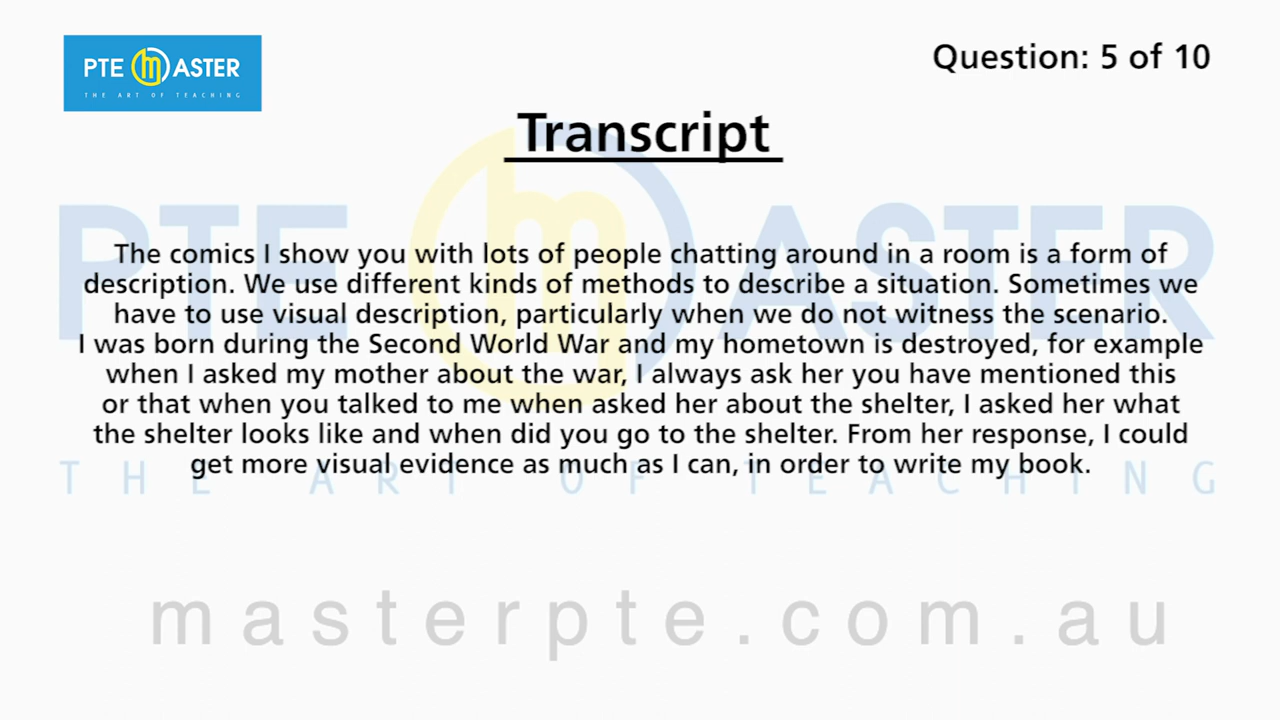 PTE MASTER
THE ART OF TEACHING
Question: 5 of 10
Transcript
The comics I show you with lots of people chatting around in a room is a form of
description. We use different kinds of methods to describe a situation. Sometimes we
have to use visual description, particularly when we do not witness the scenario.
I was born during the Second World War and my hometown is destroyed, for example
when I asked my mother about the war, I always ask her you have mentioned this
or that when you talked to me when asked her about the shelter, I asked her what
the shelter looks like and when did you go to the shelter. From her response, I could
get more visual evidence as much as I can, in order to write my book.
PTE MASTER
THE ART OF TEACHING
masterpte.com.au